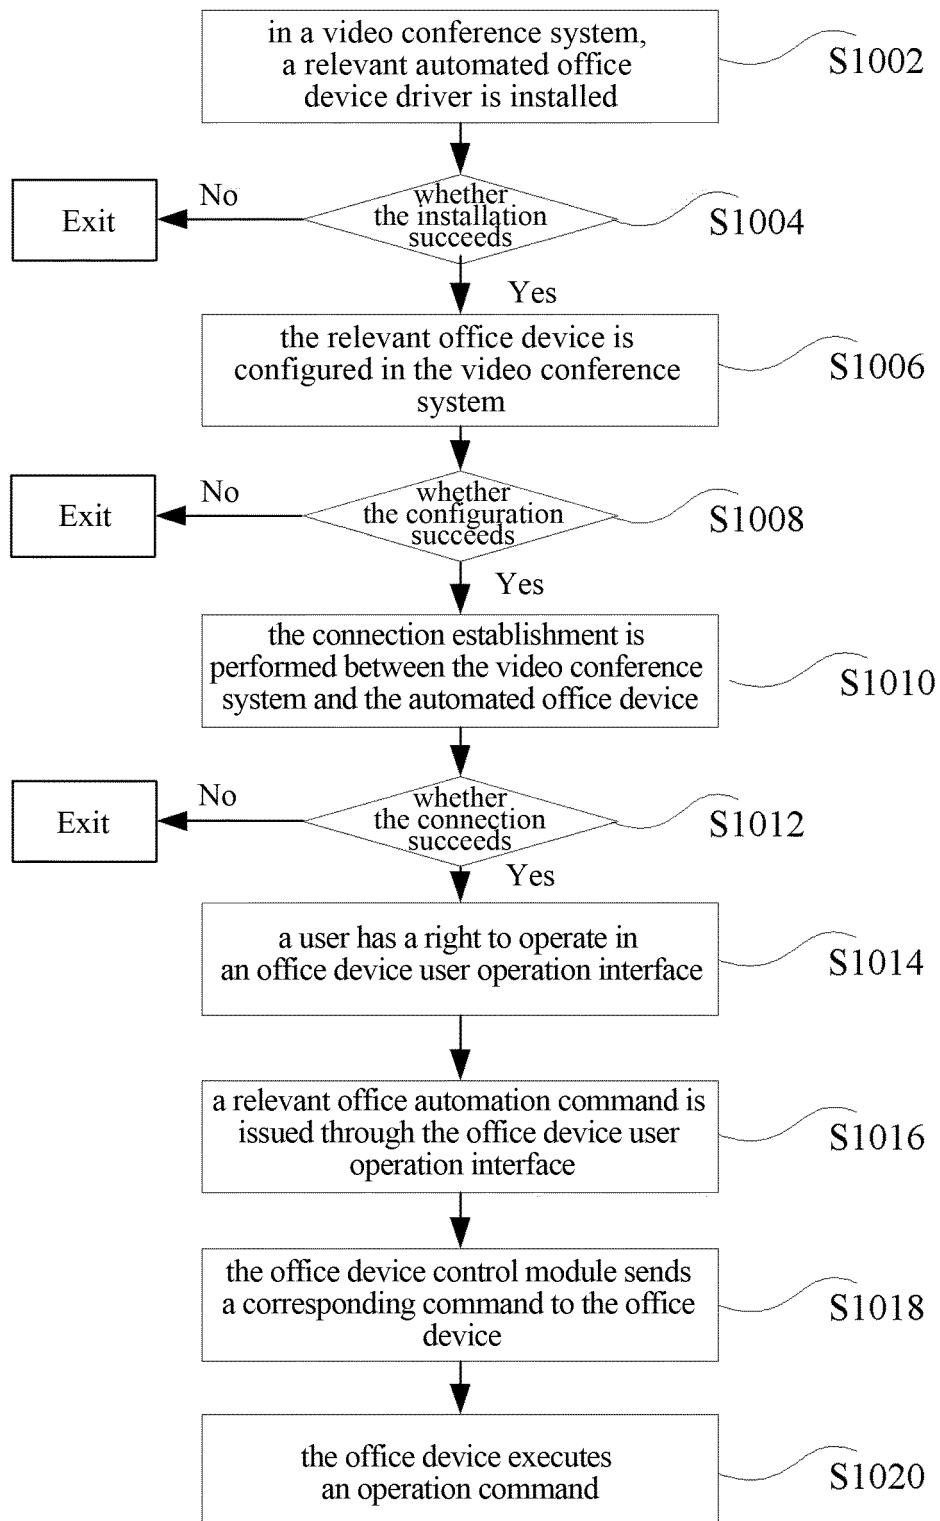 in a video conference system,
a relevant automated office
device driver is installed
S1002
whether
the installation
succeeds
S1004
No
Exit
Yes
the relevant office device is
configured in the video conference
system
S1006
whether
the configuration
succeeds
S1008
No
Exit
Yes
the connection establishment is
performed between the video conference
system and the automated office device
S1010
whether
the connection
succeeds
S1012
No
Exit
Yes
a user has a right to operate in
an office device user operation interface
S1014
a relevant office automation command is
issued through the office device user
operation interface
S1016
the office device control module sends
a corresponding command to the office
device
S1018
the office device executes
an operation command
S1020